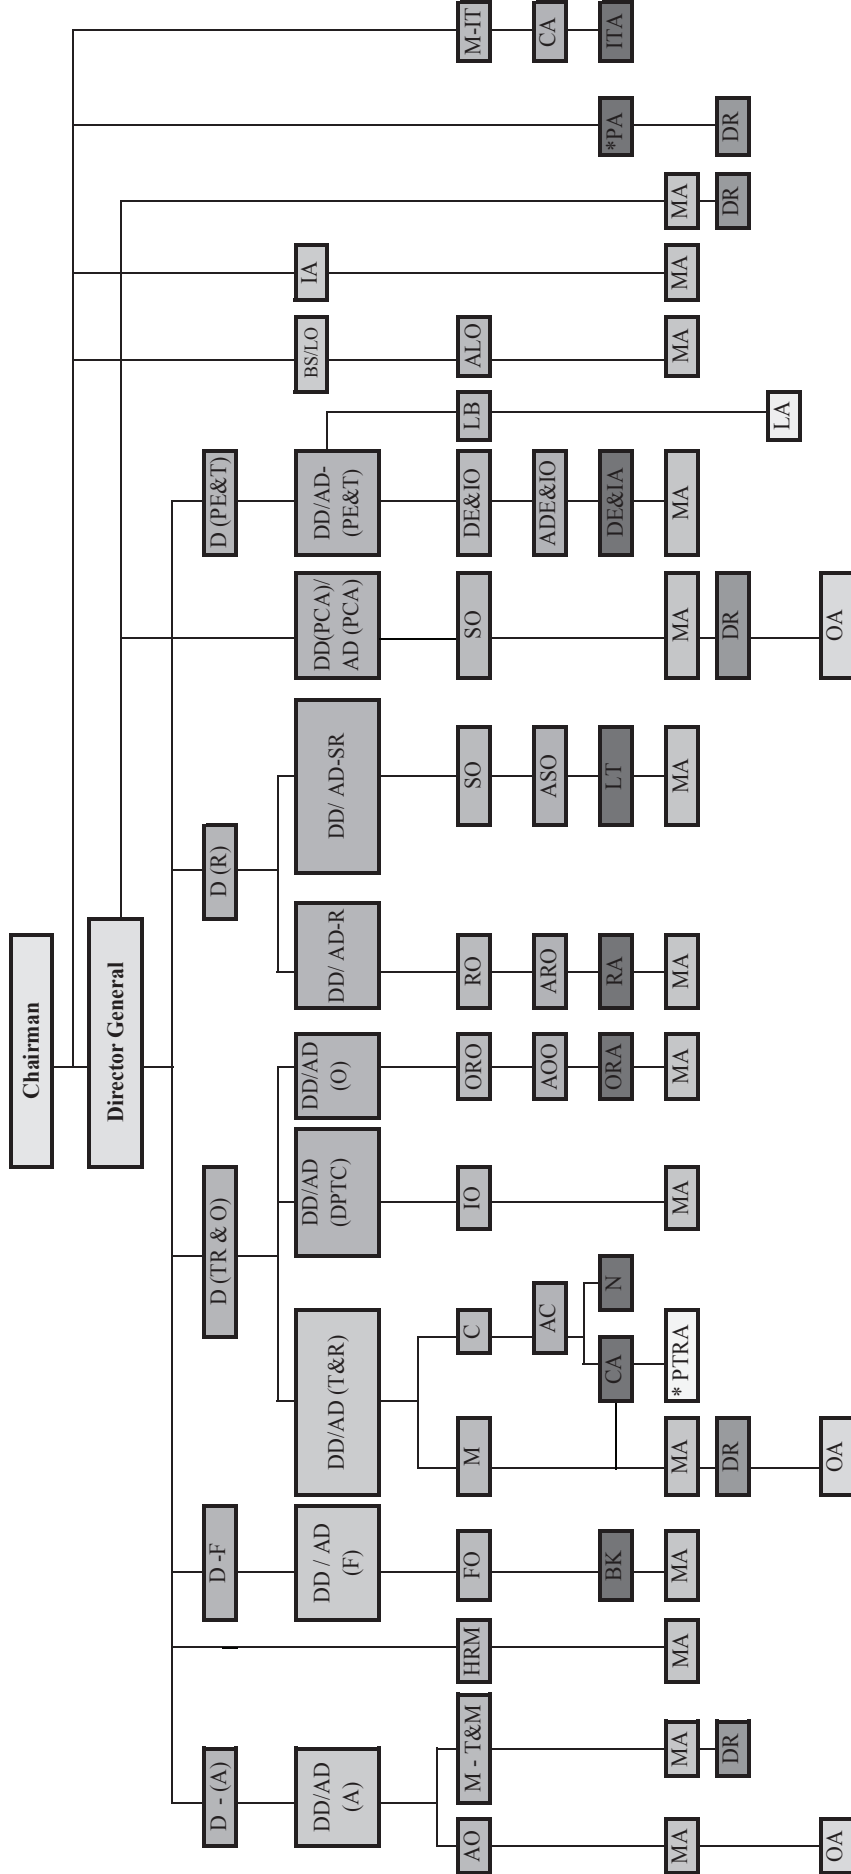 Chairman
Director General
D - (A)
D -F
D (TR & O)
D (R)
D (PE&T)
DD/AD
(A)
DD / AD
(F)
DD/AD (T&R)
DD/AD
(DPTC)
DD/AD
(O)
DD/ AD-R
DD/ AD-SR
DD(PCA)/
AD (PCA)
DD/AD-
(PE&T)
BS/LO
IA
AO
M - T&M
HRM
FO
M
C
IO
ORO
RO
SO
SO
DE&IO
LB
ALO
M-IT
AC
AOO
ARO
ASO
ADE&IO
CA
BK
CA
N
ORA
RA
LT
DE&IA
*PA
ITA
MA
MA
MA
MA
MA
* PTRA
MA
MA
MA
MA
MA
MA
MA
MA
MA
DR
DR
DR
DR
DR
LA
OA
OA
OA